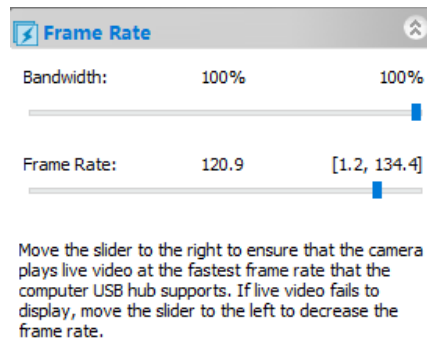 Frame Rate
Bandwidth: 100% 100%
Frame Rate: 120.9 [1.2, 134.4]
Move the slider to the right to ensure that the camera
plays live video at the fastest frame rate that the
computer USB hub supports. If live video fails to
display, move the slider to the left to decrease the
frame rate.